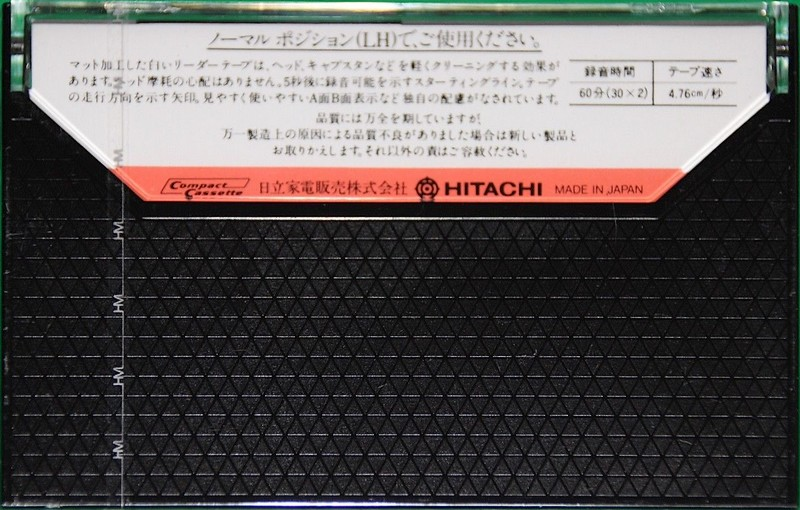 ノーマル ポジション(LH)で、ご使用ください。
マット加工した白いリーダーテープは、ヘッド、キャプスタンなどを軽くクリーニングする効果が
あります。ヘッド摩耗の心配はありません。5秒後に録音可能を示すスターティングライン。テープ
の走行方向を示す矢印。見やすく使いやすいA面B面表示など独自の配慮がなされています。
品質には万全を期していますが、
万一製造上の原因による品質不良がありました場合は新しい製品と
お取りかえします。それ以外の責はご容赦ください。
録音時間 テープ速さ
60分(30×2) 4.76cm/秒
Compact Cassette 日立家電販売株式会社 HITACHI MADE IN JAPAN
HM
HM
HM
HM
HM